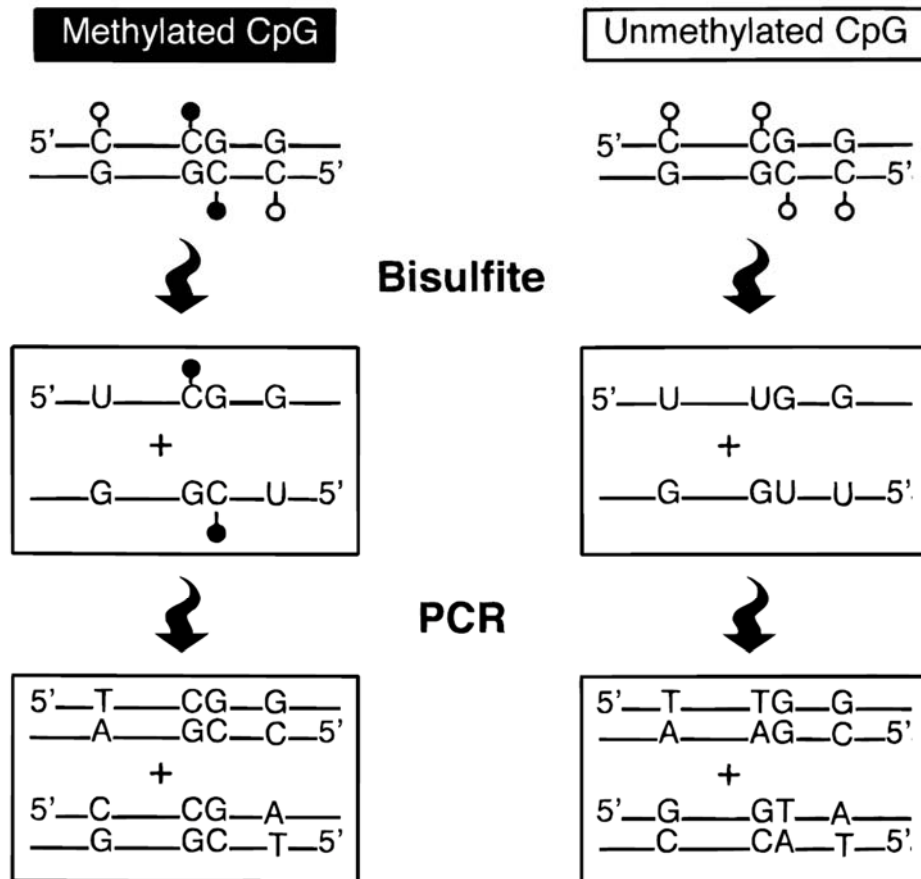 Methylated CpG
Unmethylated CpG
5’ C CG G
G GC C 5’
5’ C CG G
G GC C 5’
Bisulfite
5’ U CG G
+
G GC U 5’
5’ U UG G
+
G GU U 5’
PCR
5’ T CG G
A GC C 5’
+
5’ C CG A
G GC T 5’
5’ T TG G
A AG C 5’
+
5’ G GT A
C CA T 5’